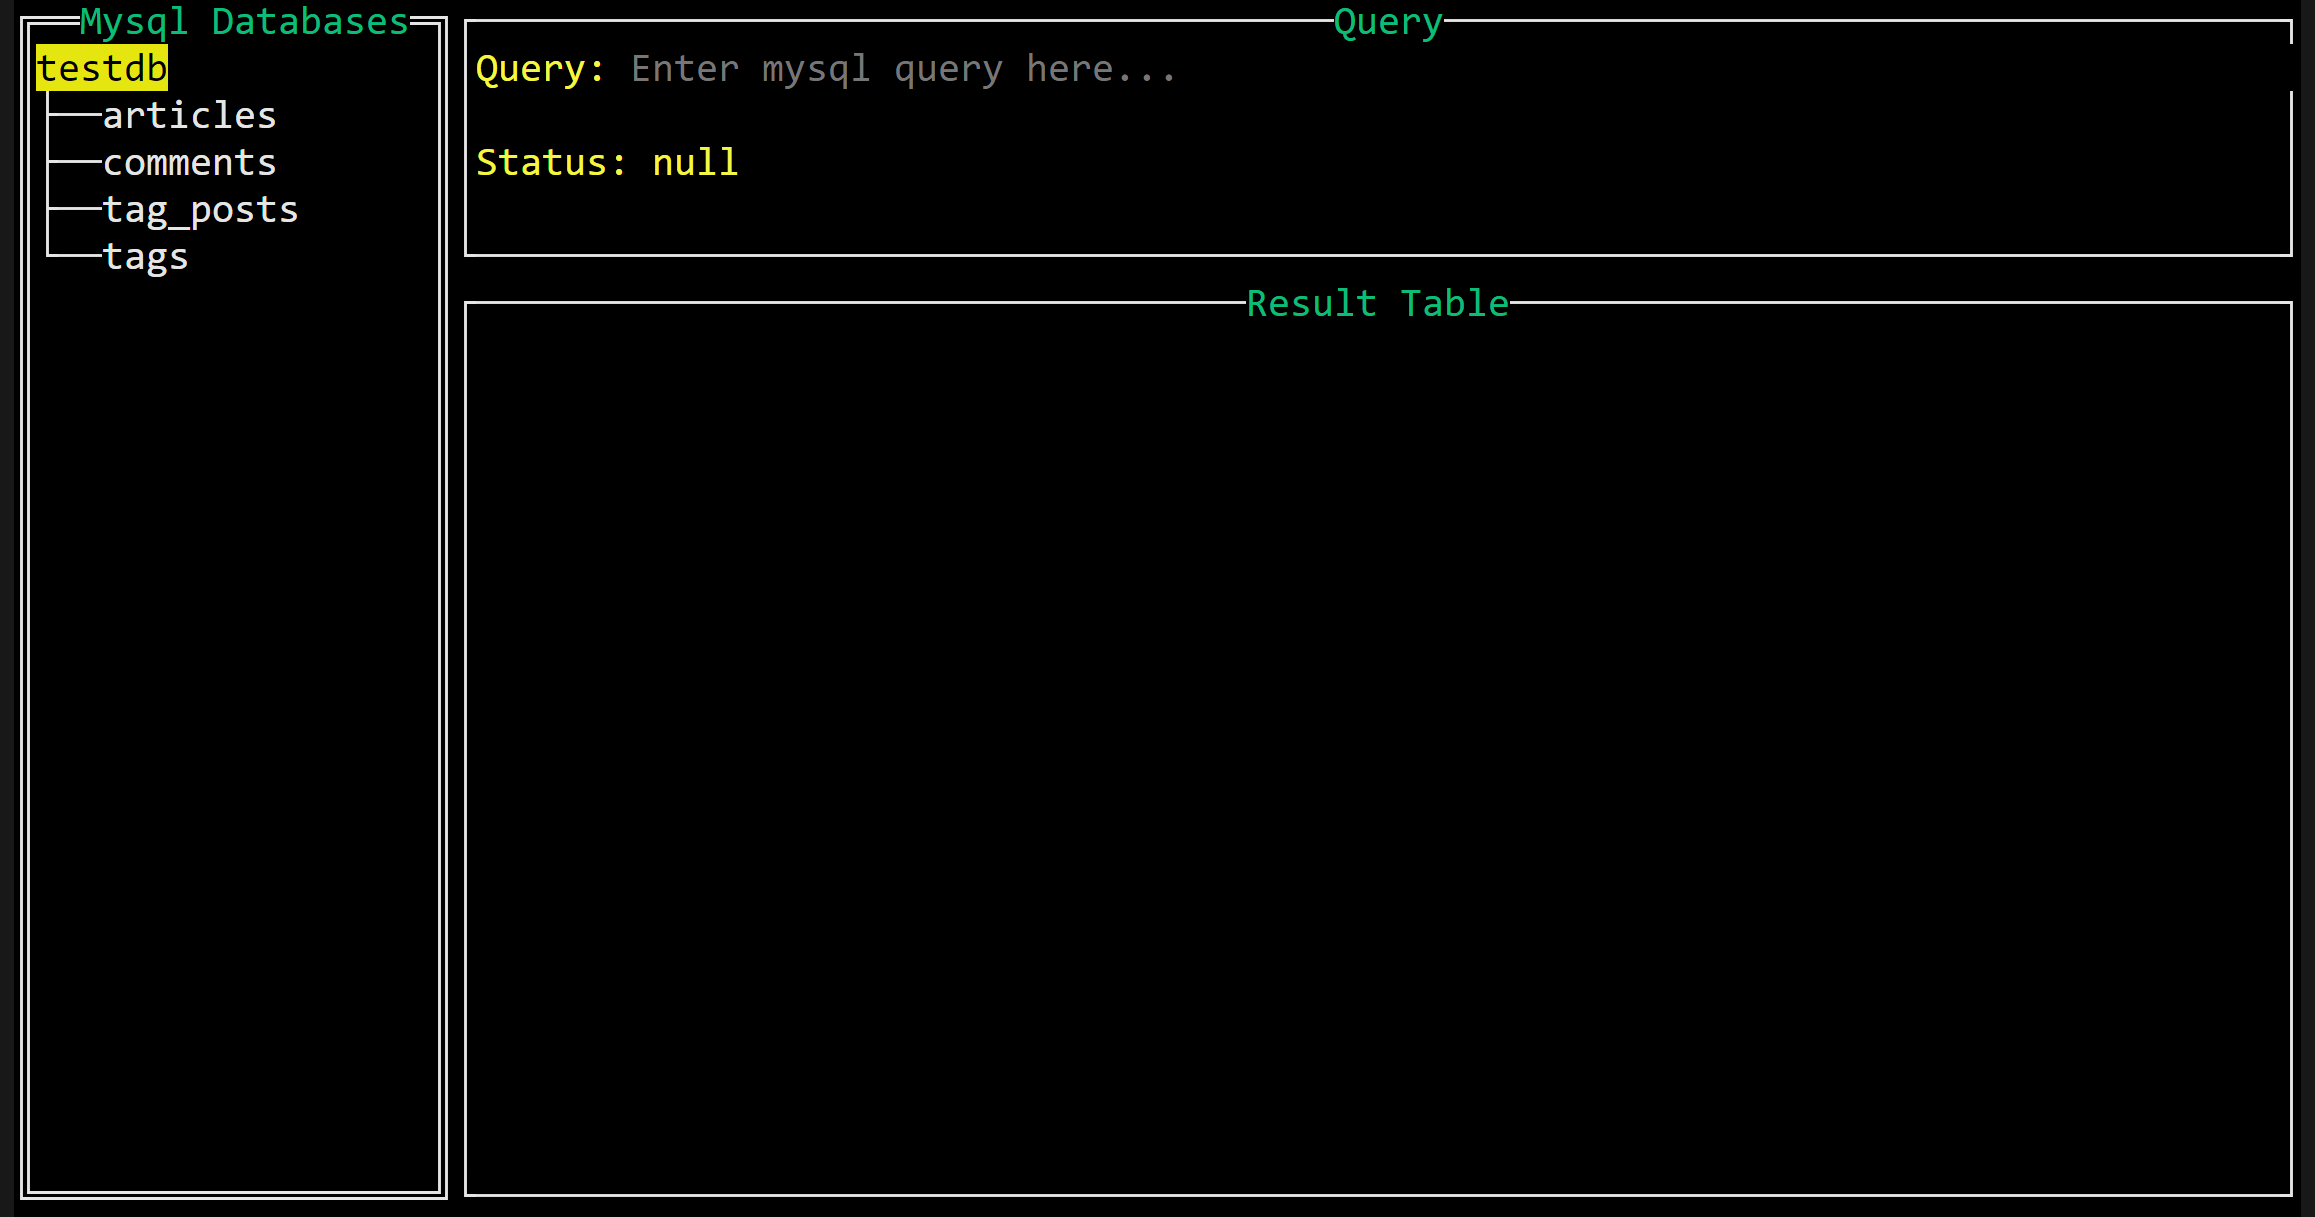 Mysql Databases
testdb
articles
comments
tag_posts
tags
Query
Query: Enter mysql query here...
Status: null
Result Table